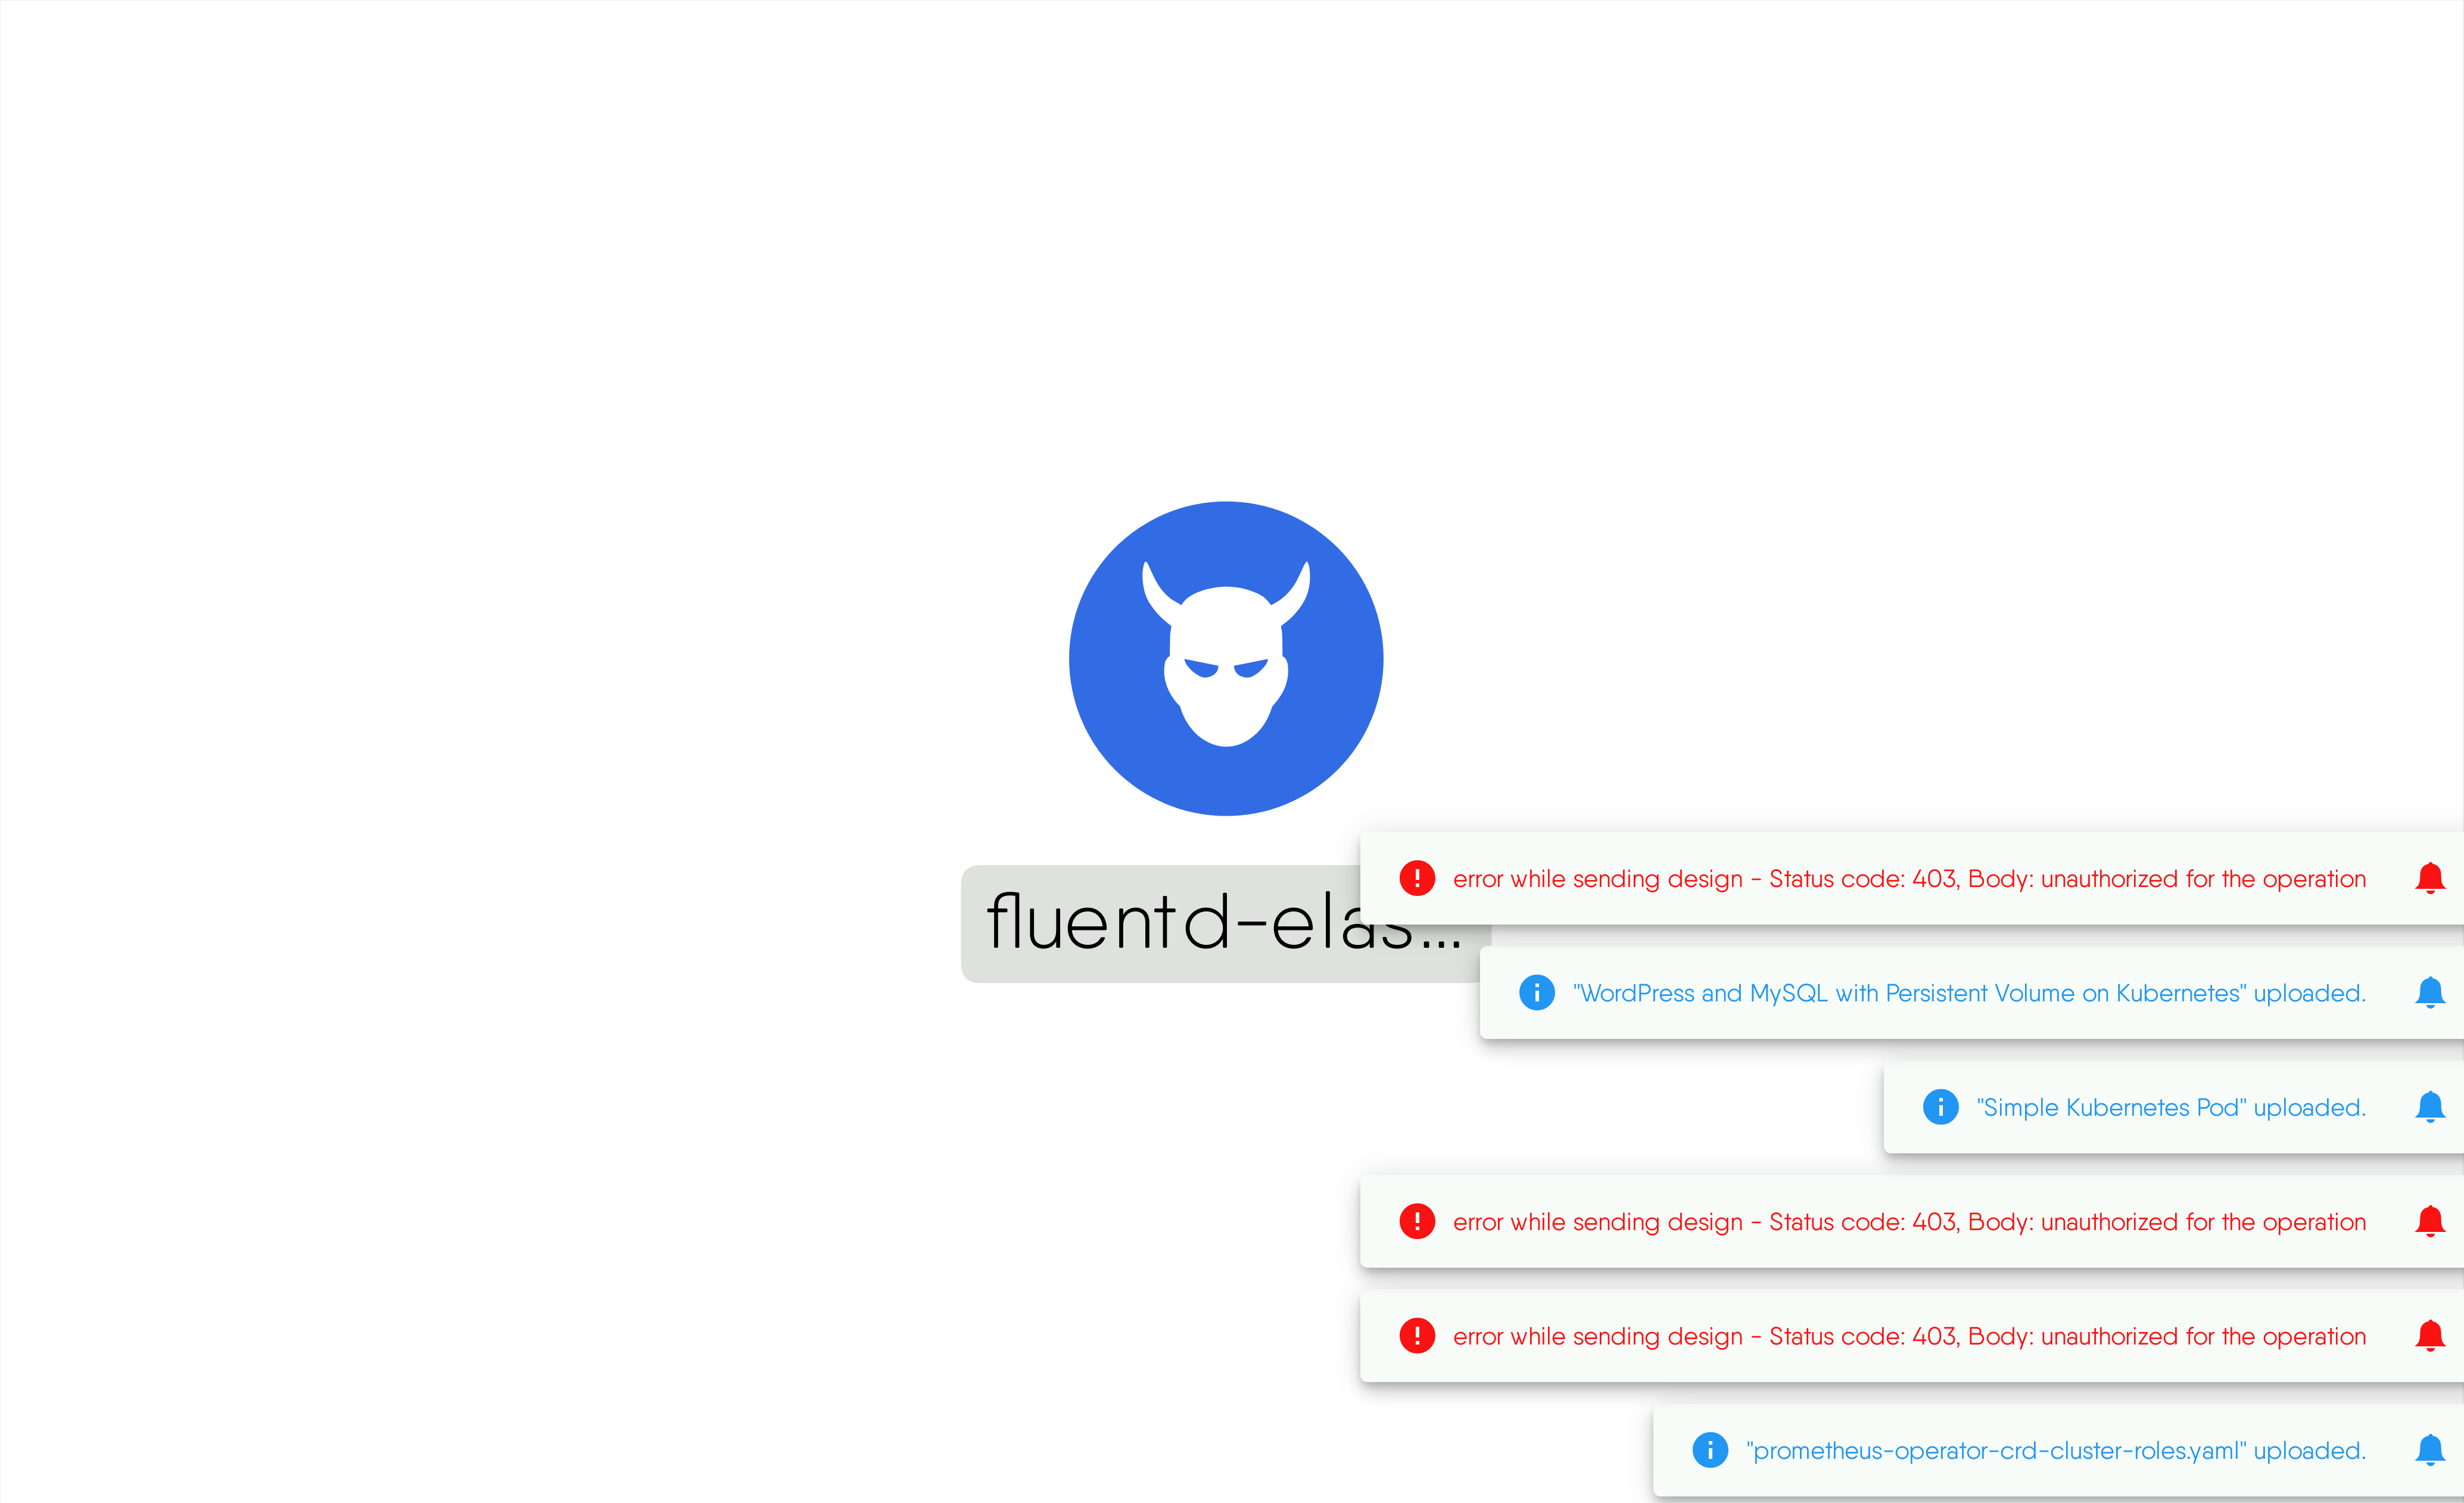 error while sending design - Status code: 403, Body: unauthorized for the operation
fluentd-elas...
"WordPress and MySQL with Persistent Volume on Kubernetes" uploaded.
"Simple Kubernetes Pod" uploaded.
error while sending design - Status code: 403, Body: unauthorized for the operation
error while sending design - Status code: 403, Body: unauthorized for the operation
"prometheus-operator-crd-cluster-roles.yaml" uploaded.